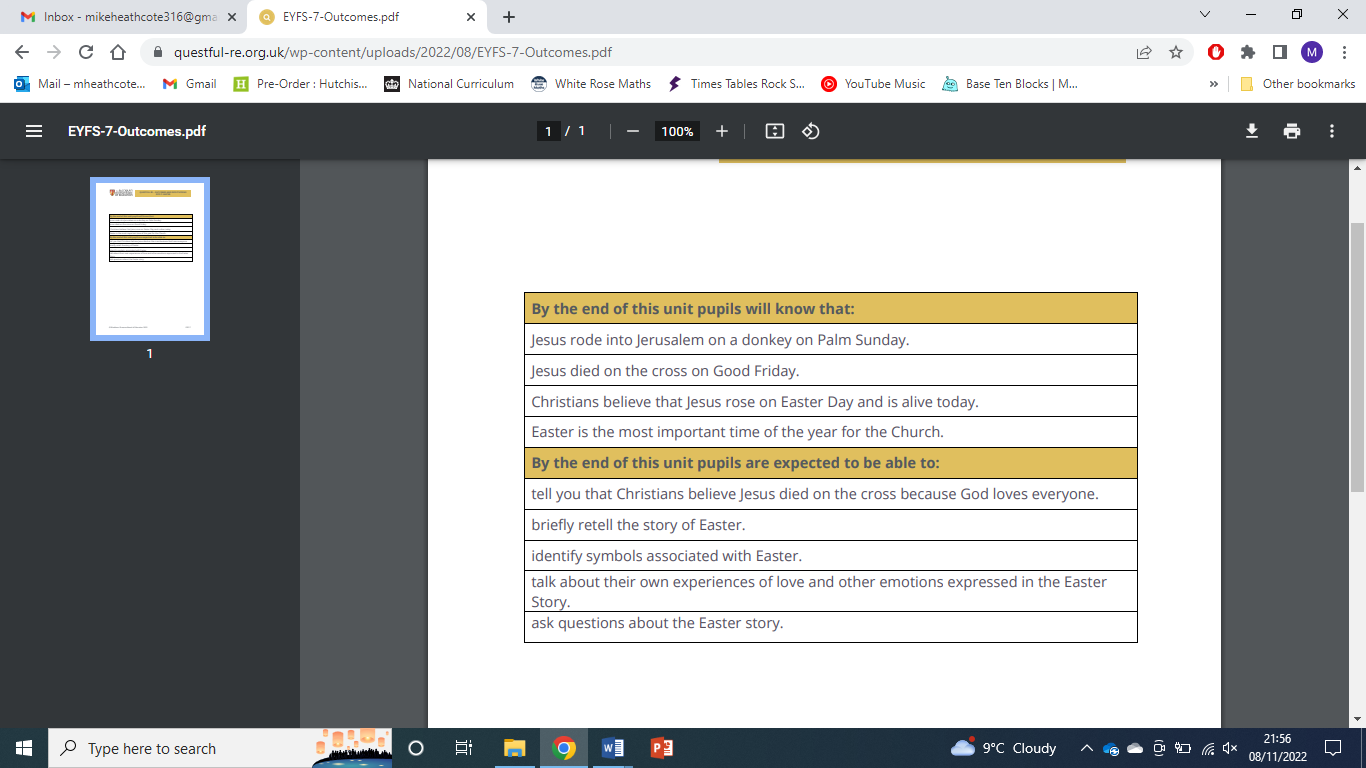 Inbox - mikeheathcote316@gma
EYFS-7-Outcomes.pdf
questful-re.org.uk/wp-content/uploads/2022/08/EYFS-7-Outcomes.pdf
M
Mail – mheathcote...
Gmail
Pre-Order : Hutchis...
National Curriculum
White Rose Maths
Times Tables Rock S...
YouTube Music
Base Ten Blocks | M...
»
Other bookmarks
EYFS-7-Outcomes.pdf
1 / 1
100%
1
By the end of this unit pupils will know that:
Jesus rode into Jerusalem on a donkey on Palm Sunday.
Jesus died on the cross on Good Friday.
Christians believe that Jesus rose on Easter Day and is alive today.
Easter is the most important time of the year for the Church.
By the end of this unit pupils are expected to be able to:
tell you that Christians believe Jesus died on the cross because God loves everyone.
briefly retell the story of Easter.
identify symbols associated with Easter.
talk about their own experiences of love and other emotions expressed in the Easter
Story.
ask questions about the Easter story.
Type here to search
9°C Cloudy
21:56
08/11/2022